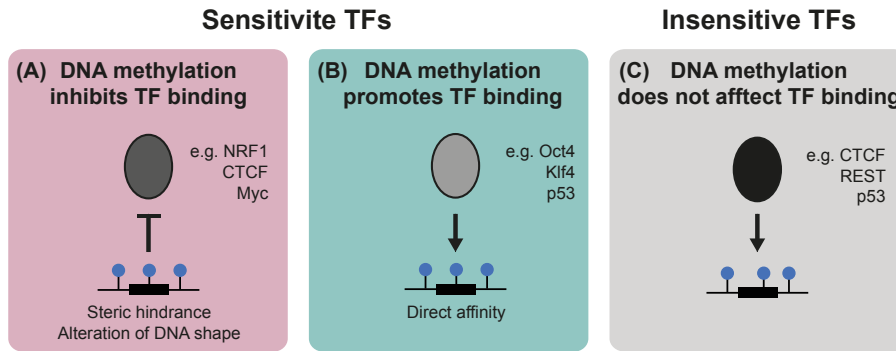 Sensitivite TFs
Insensitive TFs
(A) DNA methylation
inhibits TF binding
e.g. NRF1
CTCF
Myc
Steric hindrance
Alteration of DNA shape
(B) DNA methylation
promotes TF binding
e.g. Oct4
Klf4
p53
Direct affinity
(C) DNA methylation
does not afftect TF binding
e.g. CTCF
REST
p53